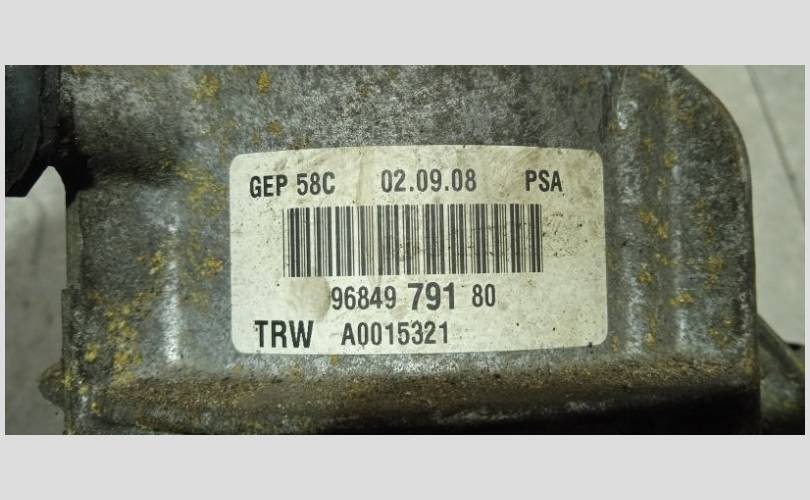 GEP 58C 02.09.08 PSA
96849 791 80
TRW A0015321